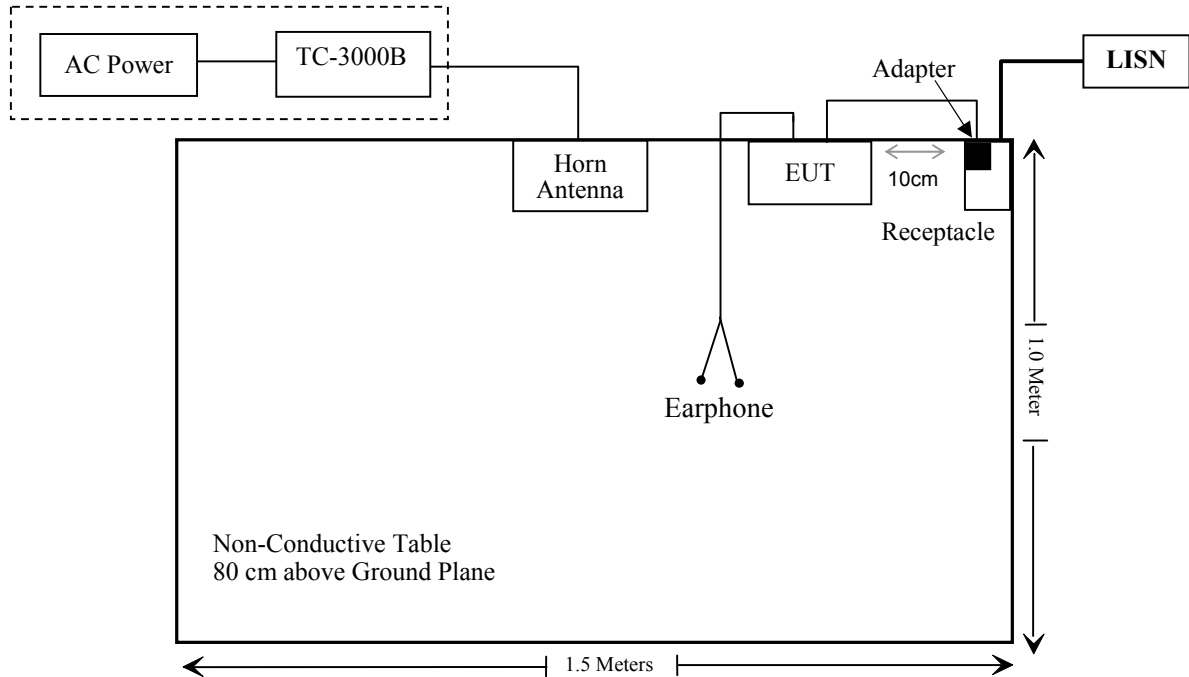 AC Power
TC-3000B
Adapter
LISN
Horn
Antenna
EUT
10cm
Receptacle
1.0 Meter
Earphone
Non-Conductive Table
80 cm above Ground Plane
1.5 Meters